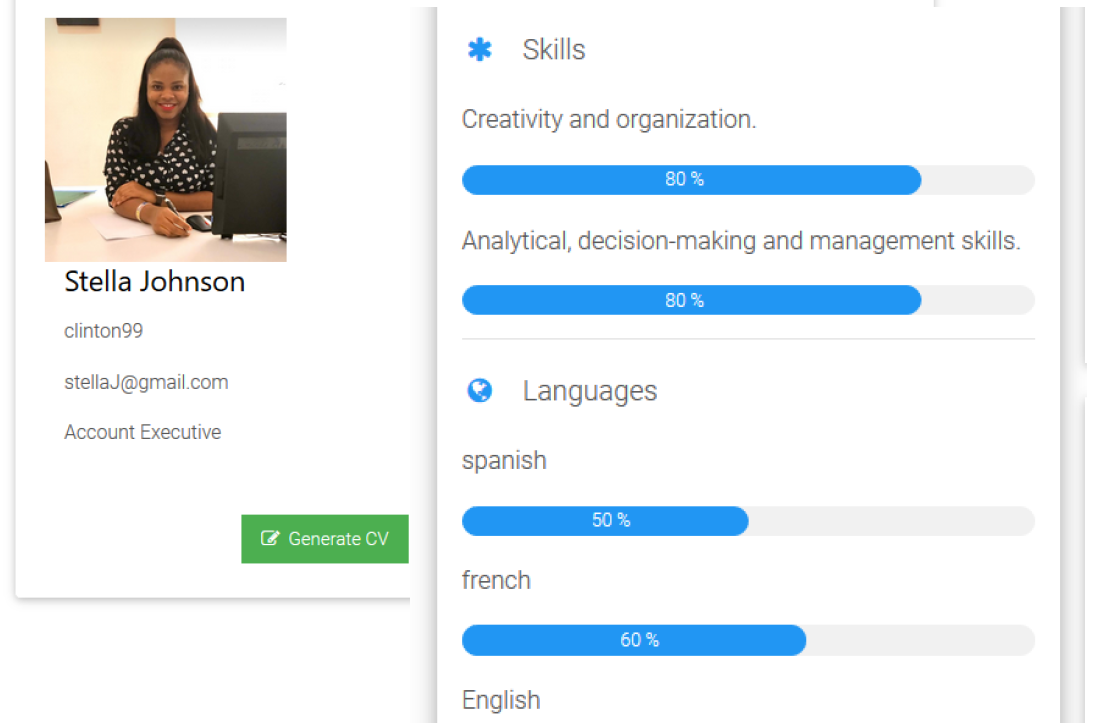 Stella Johnson
clinton99
stellaJ@gmail.com
Account Executive
Generate CV
Skills
Creativity and organization.
80 %
Analytical, decision-making and management skills.
80 %
Languages
spanish
50 %
french
60 %
English